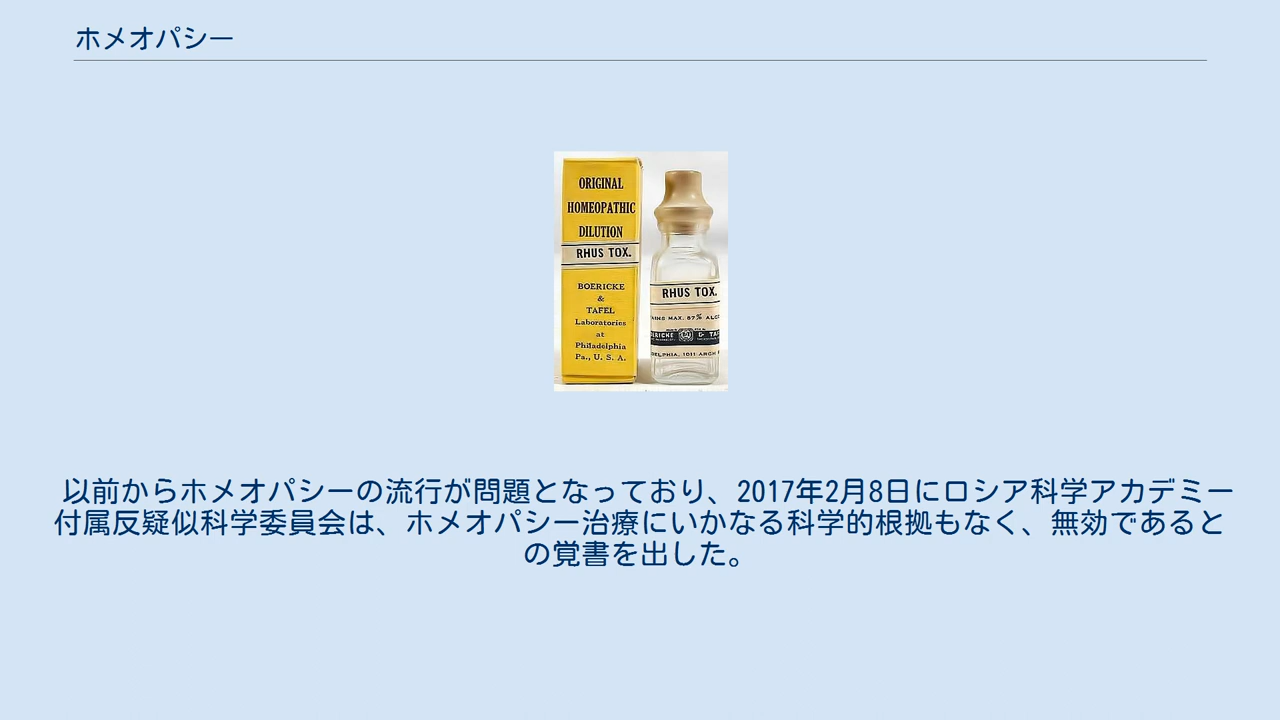 ホメオパシー
ORIGINAL
HOMEOPATHIC
DILUTION
RHUS TOX.
BOERICKE
&
TAFEL
Laboratories
at
Philadelphia
Pa., U. S. A.
RHUS TOX.
MAX. 87%
& 
1011 ARCH
以前からホメオパシーの流行が問題となっており、2017年2月8日にロシア科学アカデミー
付属反疑似科学委員会は、ホメオパシー治療にいかなる科学的根拠もなく、無効であると
の覚書を出した。